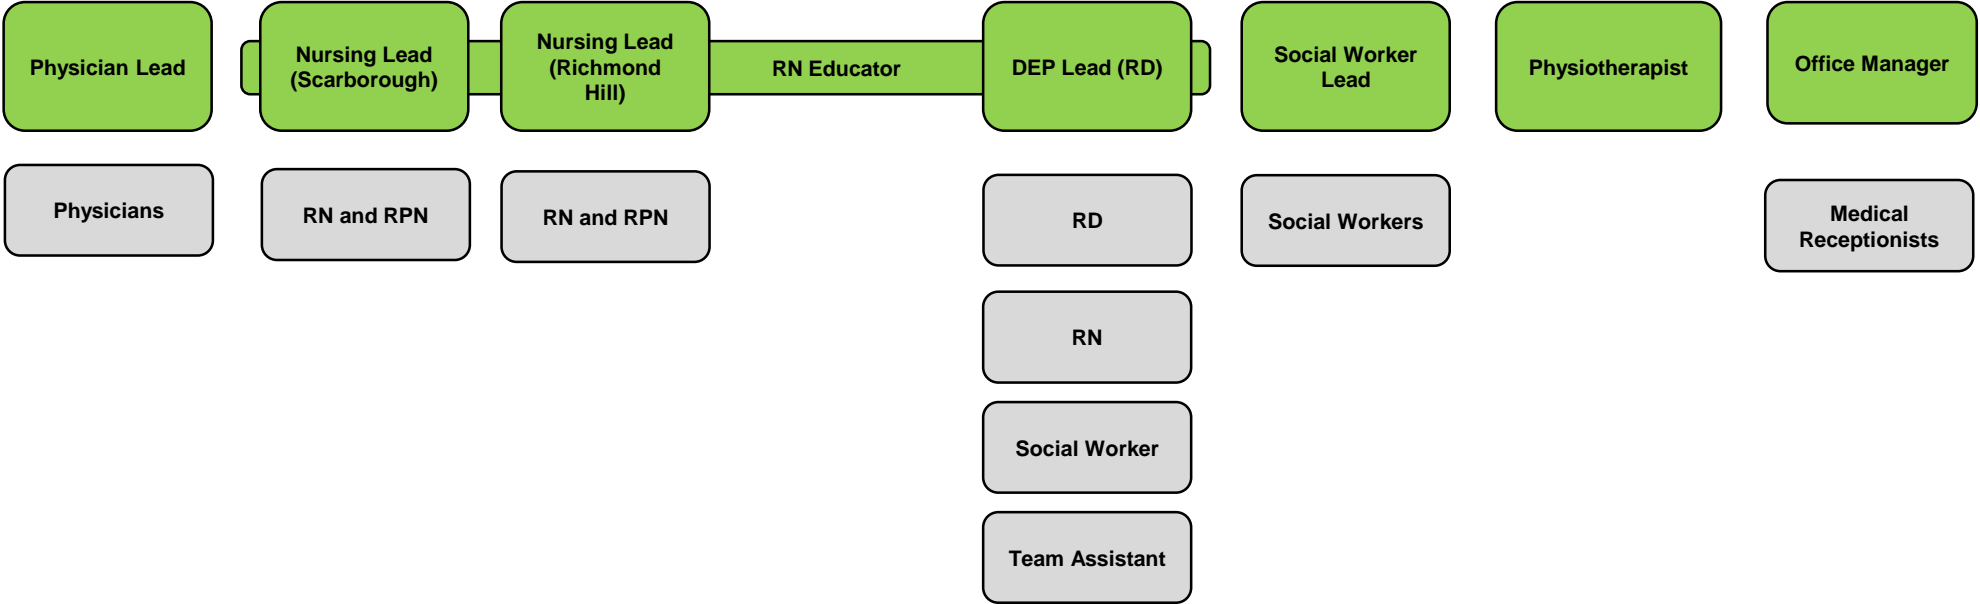 Physician Lead
Nursing Lead
(Scarborough)
Nursing Lead
(Richmond
Hill)
RN Educator
DEP Lead (RD)
Social Worker
Lead
Physiotherapist
Office Manager
Physicians
RN and RPN
RN and RPN
RD
Social Workers
Medical
Receptionists
RN
Social Worker
Team Assistant